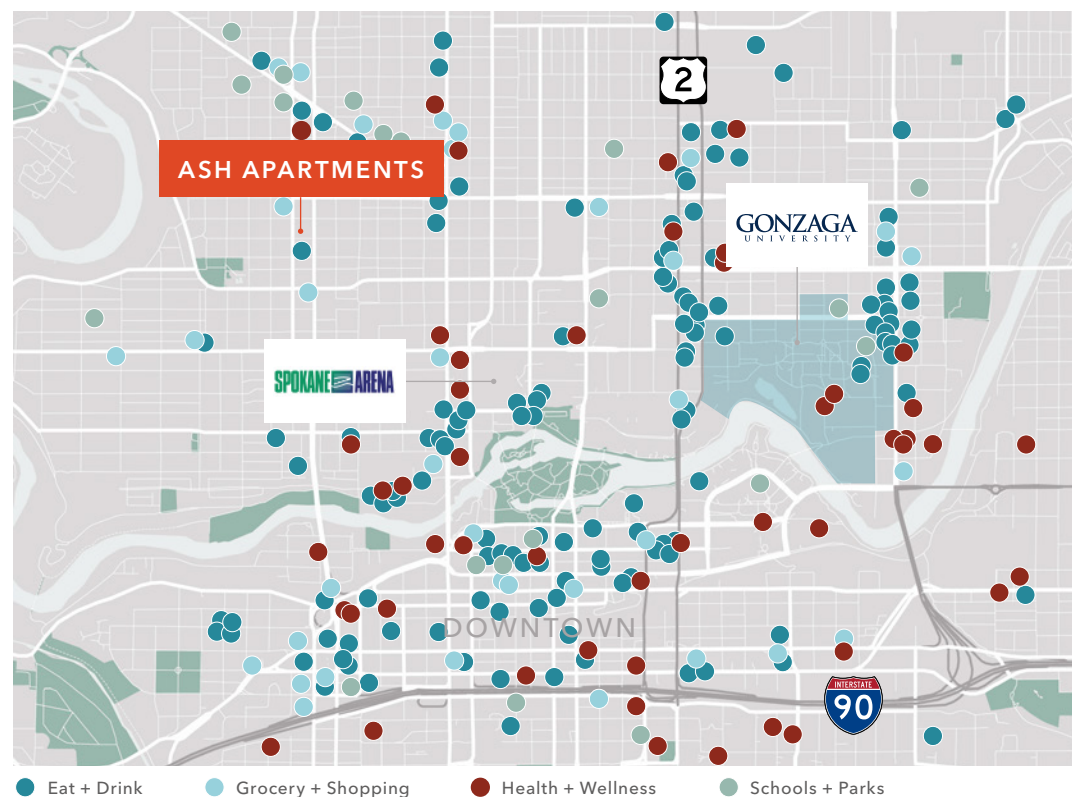 2
ASH APARTMENTS
GONZAGA
UNIVERSITY
SPOKANE ARENA
DOWNTOWN
INTERSTATE
90
Eat + Drink
Grocery + Shopping
Health + Wellness
Schools + Parks